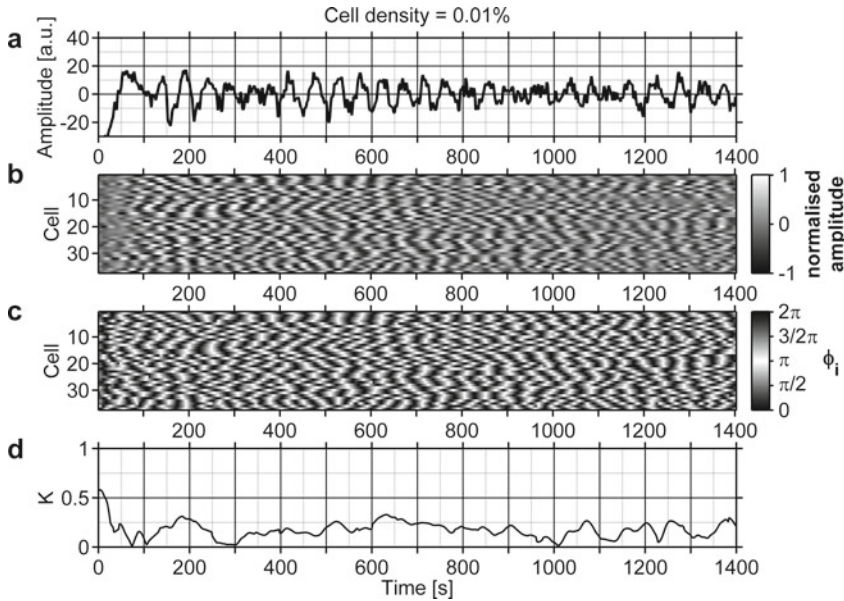 Cell density = 0.01%
a
Amplitude [a.u.]
40
20
0
-20
0 200 400 600 800 1000 1200 1400
b
Cell
10
20
30
1
0
-1
normalised
amplitude
200 400 600 800 1000 1200 1400
c
Cell
10
20
30
2π
3/2π
π
π/2
0
ϕi
200 400 600 800 1000 1200 1400
d
K
1
0.5
0
0 200 400 600 800 1000 1200 1400
Time [s]